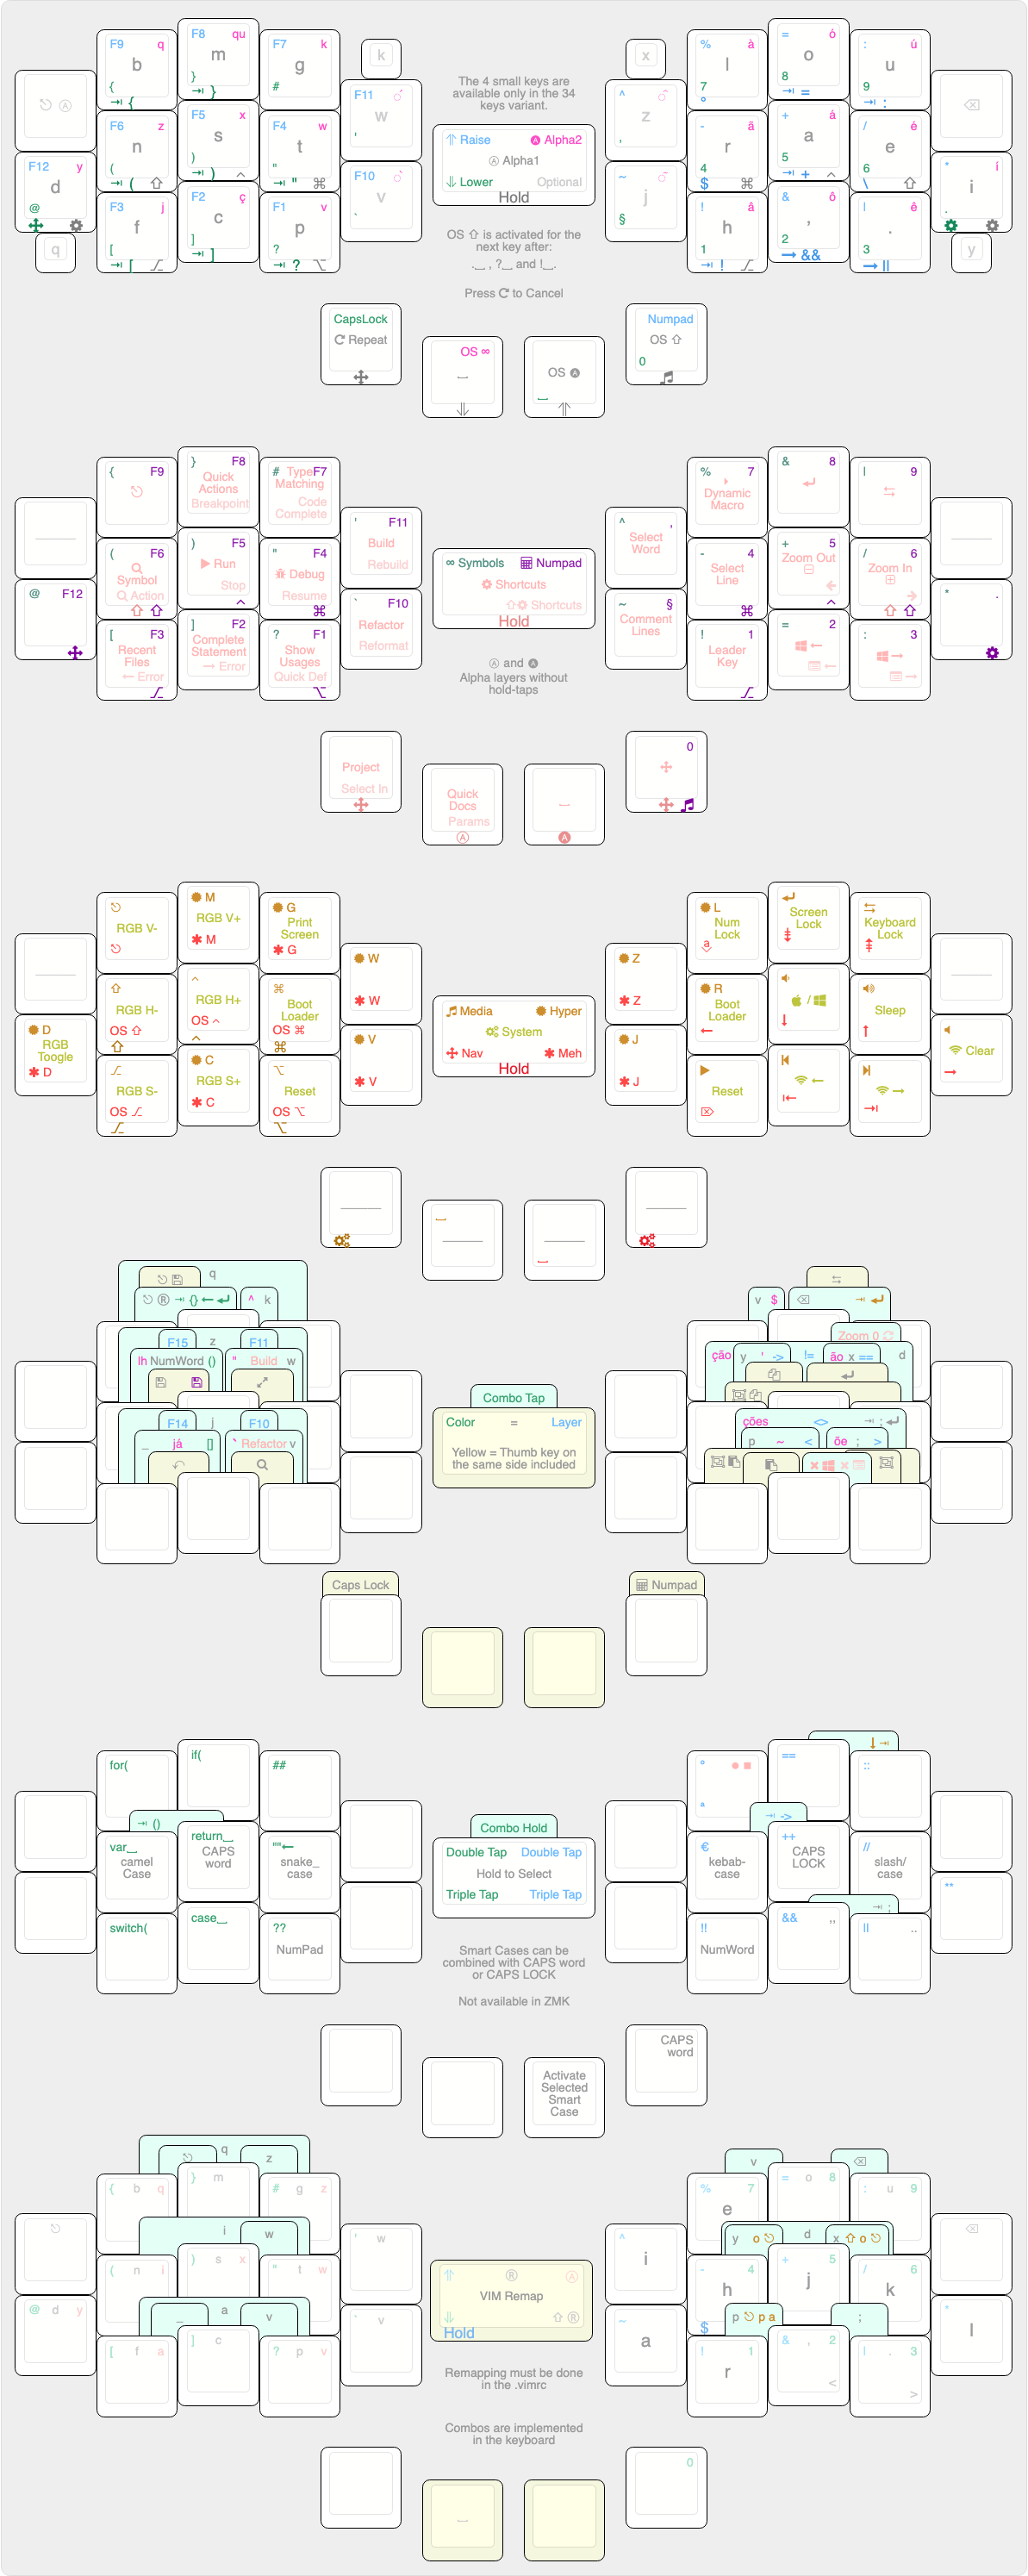 F9 q
b
{
⇥ {
F8 qu
m
}
⇥ }
F7 k
g
#
k
F11
w
'
F6 z
n
(
⇥ (
F5 x
s
)
⇥ )
F4 w
t
"
⇥ "
F12 y
d
@
F10
v
`
F3 j
f
[
⇥ [
F2 ç
c
]
⇥ ]
F1 v
p
?
⇥ ?
q
The 4 small keys are
available only in the 34
keys variant.
Raise Alpha2
Alpha1
Lower Optional
Hold
OS ⇧ is activated for the
next key after:
.⎵ , ?⎵ and !⎵.
Press to Cancel
x
^
z
,
% à
l
7
°
= ó
o
8
⇥ =
: ú
u
9
⇥ :
- ã
r
4
$
+ á
a
5
⇥ +
/ é
e
6
\
* í
i
.
~
j
§
! â
h
1
⇥ !
& ô
,
2
→ &&
| ê
.
3
→ ||
y
CapsLock
Repeat
OS ∞
OS
Numpad
OS ⇧
0
{ F9
} F8
Quick
Actions
Breakpoint
# Type F7
Matching
Code
Complete
' F11
Build
Rebuild
( F6
Symbol
Action
) F5
Run
Stop
" F4
Debug
Resume
@ F12
` F10
Refactor
Reformat
[ F3
Recent
Files
← Error
] F2
Complete
Statement
→ Error
? F1
Show
Usages
Quick Def
∞ Symbols Numpad
Shortcuts
⇧ Shortcuts
Hold
Ⓐ and 🅐
Alpha layers without
hold-taps
^ ,
Select
Word
% 7
Dynamic
Macro
& 8
| 9
- 4
Select
Line
+ 5
Zoom Out
/ 6
Zoom In
* .
~ §
Comment
Lines
! 1
Leader
Key
= 2
: 3
Project
Select In
Quick
Docs
Params
0
RGB V-
M
RGB V+
M
G
Print
Screen
G
W
W
RGB H-
OS ⇧
RGB H+
OS ^
⌘
Boot
Loader
OS ⌘
D
RGB
Toogle
D
V
V
RGB S-
OS
C
RGB S+
C
Reset
OS
Media Hyper
System
Nav Meh
Hold
Z
Z
L
Num
Lock
a
Screen
Lock
Keyboard
Lock
R
Boot
Loader
/
Sleep
Clear
J
J
Reset
q
{} ←
^ k
F15 z F11
lh NumWord () " Build w
F14 j F10
_ já [] ` Refactor v
Combo Tap
Color = Layer
Yellow = Thumb key on
the same side included
v $
Zoom 0
ção y ' -> != ão x == d
ções <> ⇥ ;
p ~ < õe ; >
Caps Lock
Numpad
for(
if(
##
⇥ ()
var⎵
camel
Case
return⎵
CAPS
word
""←
snake_
case
switch(
case⎵
??
NumPad
Combo Hold
Double Tap Double Tap
Hold to Select
Triple Tap Triple Tap
Smart Cases can be
combined with CAPS word
or CAPS LOCK
Not available in ZMK
°
ª
==
::
⇥ ->
€
kebab-
case
++
CAPS
LOCK
//
slash/
case
**
⇥ ;
!!
NumWord
&& ,,
|| ..
Activate
Selected
Smart
Case
CAPS
word
q
z
{ b q
} m
# g z
i w
' w
( n i
) s x
" t w
@ d y
_ a v
` v
[ f a
] c
? p v
VIM Remap
Hold
Remapping must be done
in the .vimrc
Combos are implemented
in the keyboard
v
% 7
e
= o 8
: u 9
^
i
y o d x ⇧ o
- 4
h
$
+ 5
j
/ 6
k
*
l
~
a
p p a ;
! 1
r
& , 2
<
| . 3
>
0